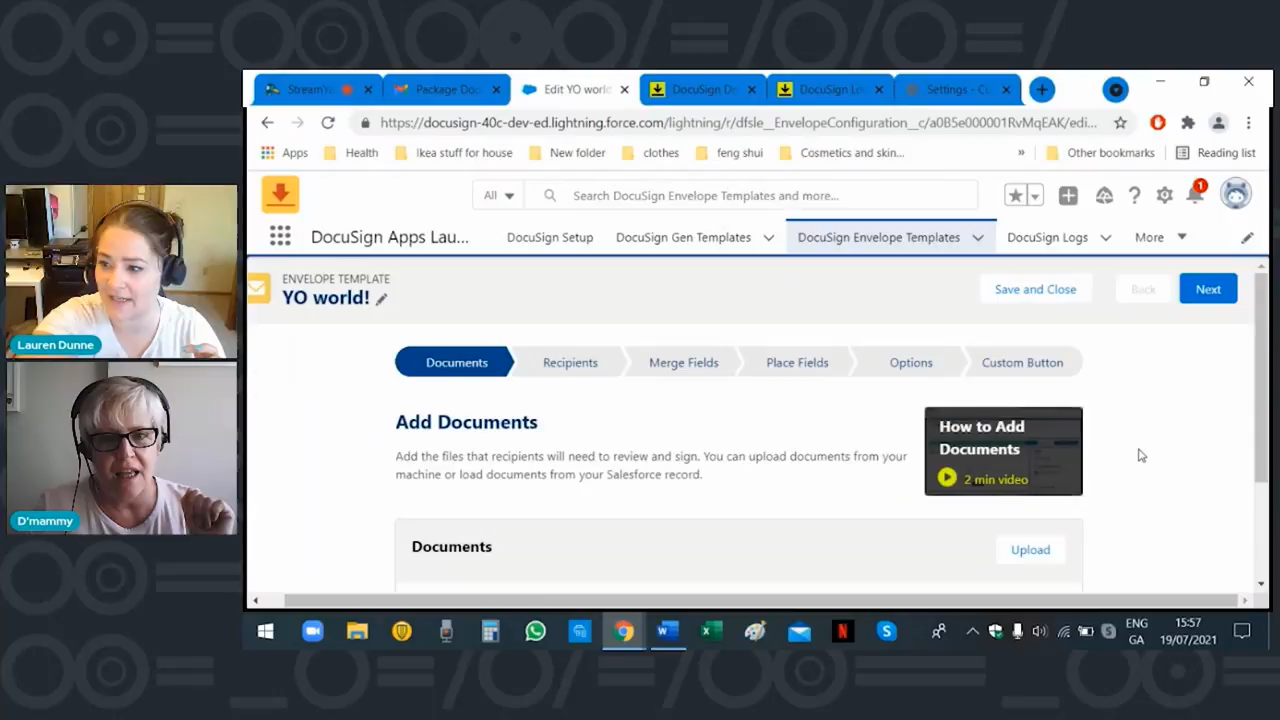 StreamYa
Package Doc
Edit YO world
DocuSign D
DocuSign Lo
Settings - Cu
https://docusign-40c-dev-ed.lightning.force.com/lightning/r/dfsle__EnvelopeConfiguration__c/a0B5e000001RvMqEAK/edi...
Apps
Health
Ikea stuff for house
New folder
clothes
feng shui
Cosmetics and skin...
»
Other bookmarks
Reading list
All
Search DocuSign Envelope Templates and more...
1
DocuSign Apps Lau...
DocuSign Setup
DocuSign Gen Templates
DocuSign Envelope Templates
DocuSign Logs
More
ENVELOPE TEMPLATE
YO world!
Save and Close
Back
Next
Documents
Recipients
Merge Fields
Place Fields
Options
Custom Button
Add Documents
Add the files that recipients will need to review and sign. You can upload documents from your
machine or load documents from your Salesforce record.
How to Add
Documents
2 min video
Documents
Upload
Lauren Dunne
D'mammy
ENG
GA
15:57
19/07/2021